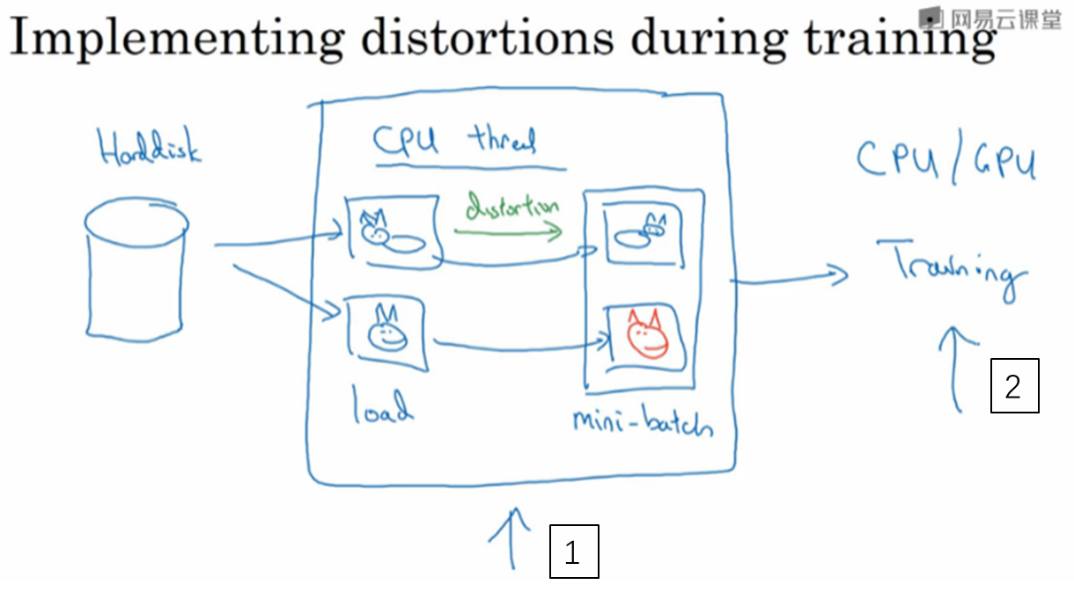 网易云课堂
Implementing distortions during training
Harddisk
CPU thread
CPU/GPU
distortion
Training
load
mini-batch
1
2